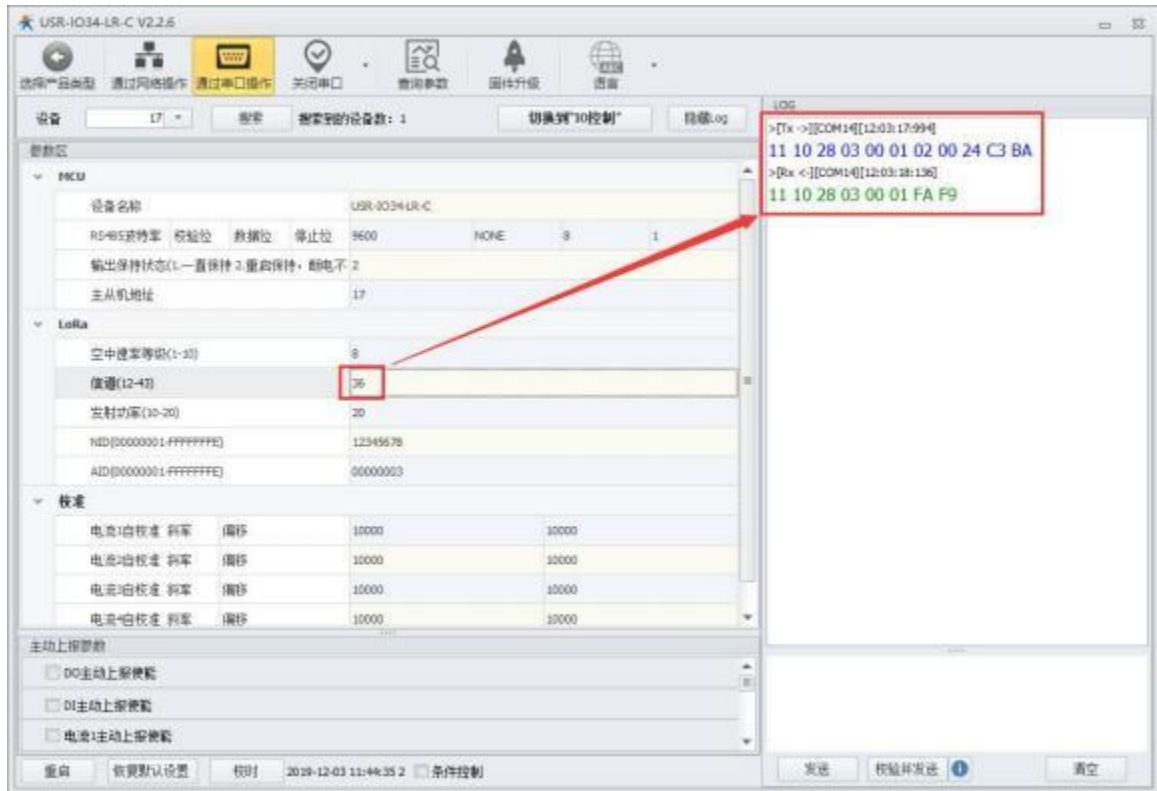 USR-IO34-LR-C V2.2.6
选择产品类型 通过网络操作 通过串口操作 关闭串口 查询参数 固件升级 语言
设备 17 搜索 搜索到的设备数: 1 切换到"IO控制" 隐藏Log
参数区
MCU
设备名称 USR-IO34-LR-C
RS485波特率 校验位 数据位 停止位 9600 NONE 8 1
输出保持状态(1.一直保持 2.重启保持,断电不 2
主从机地址 17
LoRa
空中速率等级(1-10) 8
信道(12-43) 36
发射功率(10-20) 20
NID(00000001-FFFFFFFE) 12345678
AID(00000001-FFFFFFFE) 00000003
校准
电流1自校准 斜率 偏移 10000 10000
电流2自校准 斜率 偏移 10000 10000
电流3自校准 斜率 偏移 10000 10000
电流4自校准 斜率 偏移 10000 10000
主动上报参数
DO主动上报使能
DI主动上报使能
电流1主动上报使能
重启 恢复默认设置 校时 2019-12-03 11:44:35 2 条件控制
LOG
>[Tx ->][COM14][12:03:17:994]
11 10 28 03 00 01 02 00 24 C3 BA
>[Rx <-][COM14][12:03:18:136]
11 10 28 03 00 01 FA F9
发送 校验并发送 清空